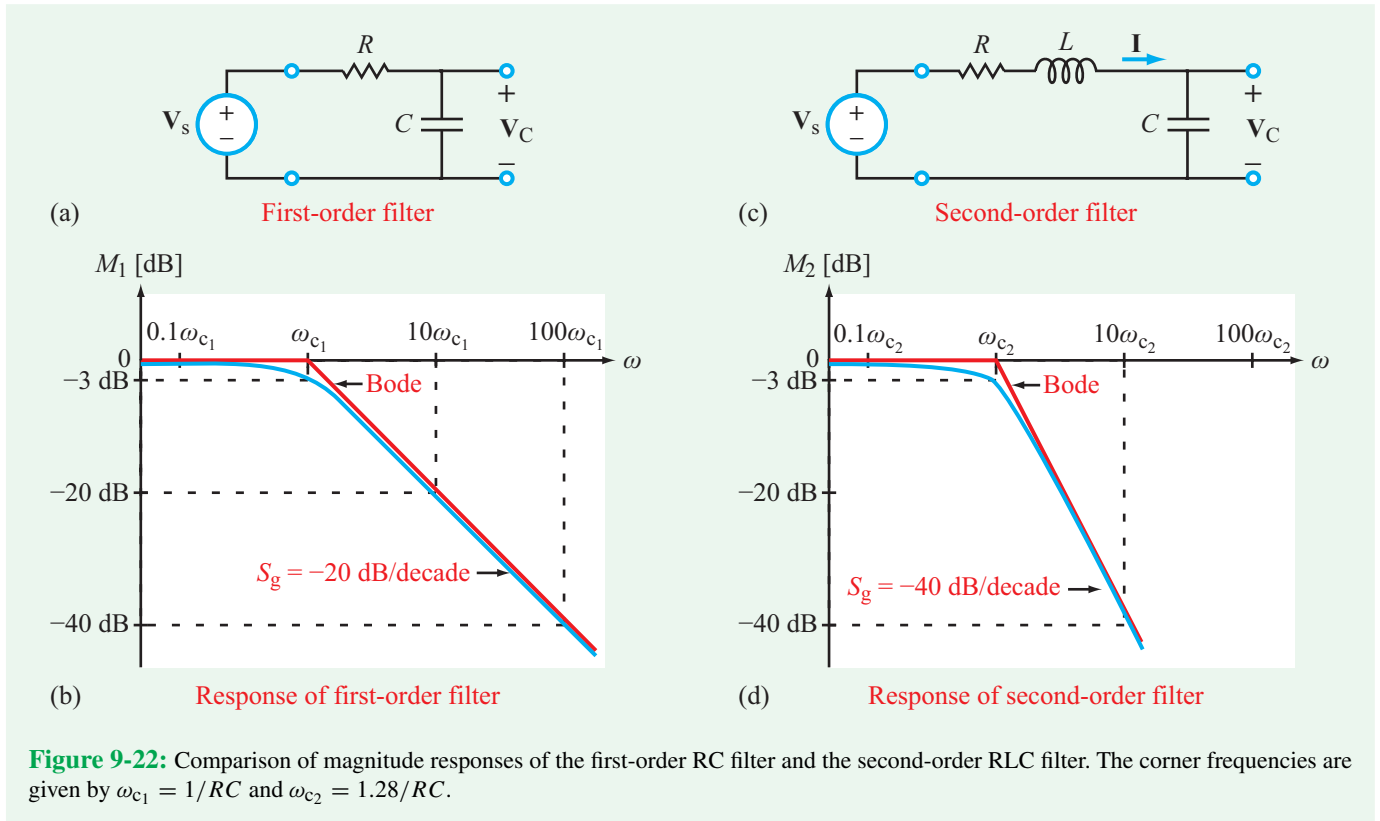 R
V_s
+
−
C
+
V_C
−
(a) First-order filter
R L I
V_s
+
−
C
+
V_C
−
(c) Second-order filter
M_1 [dB]
0.1ω_c1 ω_c1 10ω_c1 100ω_c1
0
ω
−3 dB
Bode
−20 dB
S_g = −20 dB/decade
−40 dB
(b) Response of first-order filter
M_2 [dB]
0.1ω_c2 ω_c2 10ω_c2 100ω_c2
0
ω
−3 dB
Bode
−20 dB
S_g = −40 dB/decade
−40 dB
(d) Response of second-order filter
Figure 9-22: Comparison of magnitude responses of the first-order RC filter and the second-order RLC filter. The corner frequencies are
given by ω_c1 = 1/RC and ω_c2 = 1.28/RC.